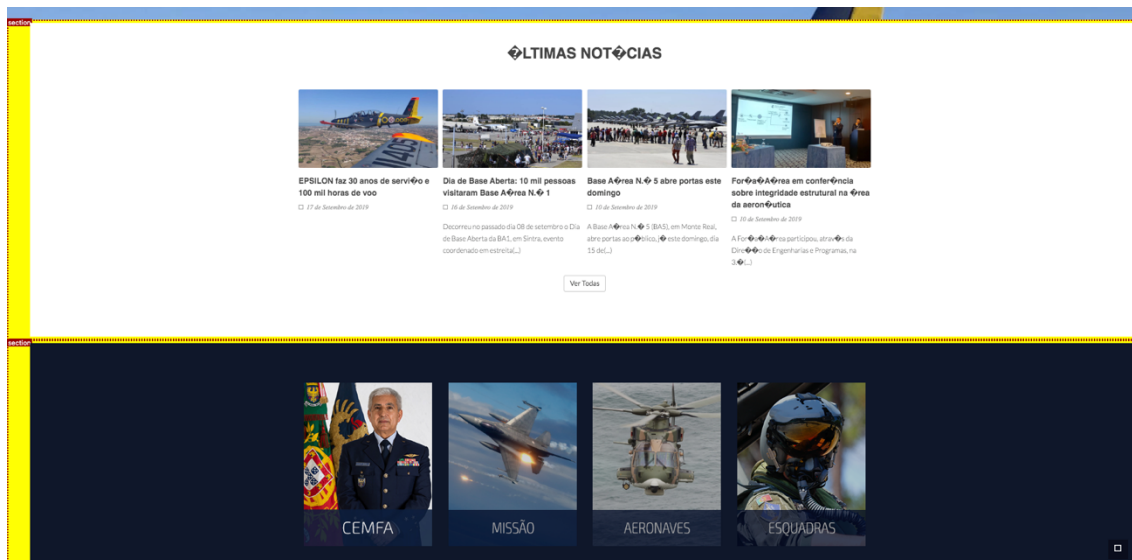 section
�LTIMAS NOT�CIAS
EPSILON faz 30 anos de servi�o e
100 mil horas de voo
17 de Setembro de 2019
Dia de Base Aberta: 10 mil pessoas
visitaram Base A�rea N.� 1
16 de Setembro de 2019
Decorreu no passado dia 08 de setembro o Dia
de Base Aberta da BA1, em Sintra, evento
coordenado em estreita(...)
Base A�rea N.� 5 abre portas este
domingo
10 de Setembro de 2019
A Base A�rea N.� 5 (BA5), em Monte Real,
abre portas ao p�blico, j� este domingo, dia
15 de(...)
For�a�A�rea em confer�ncia
sobre integridade estrutural na �rea
da aeron�utica
10 de Setembro de 2019
A For�a�A�rea participou, atrav�s da
Dire��o de Engenharias e Programas, na
3.�(...)
Ver Todas
section
CEMFA
MISSÃO
AERONAVES
ESQUADRAS